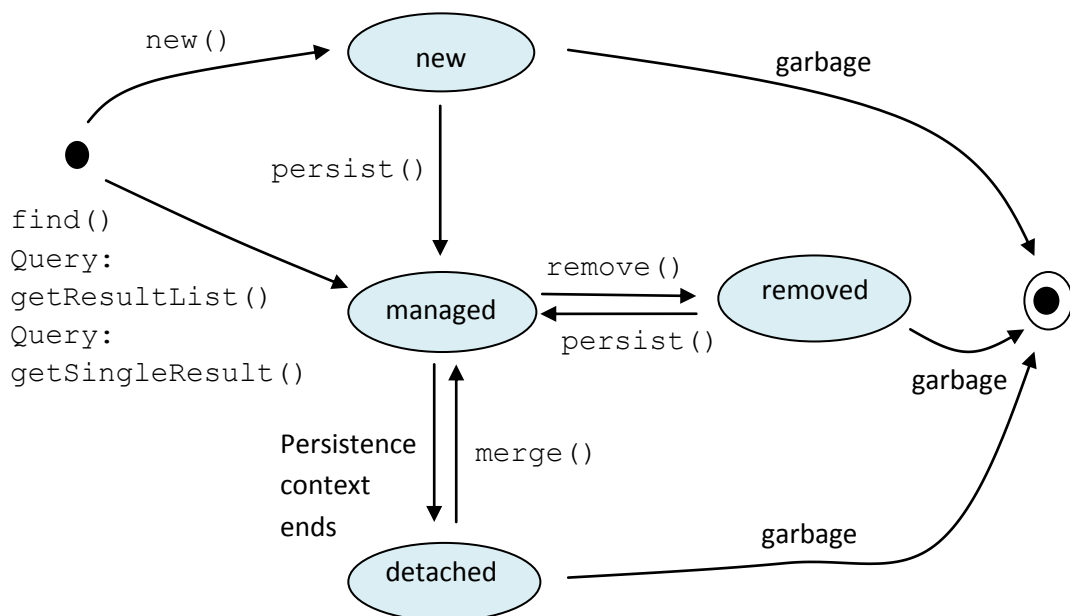 new()
new
garbage
persist()
find()
Query:
getResultList()
Query:
getSingleResult()
managed
remove()
persist()
removed
garbage
Persistence
context
ends
merge()
detached
garbage